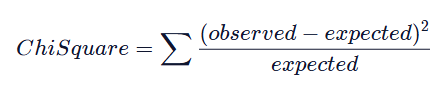 ChiSquare = ∑ (observed − expected)² / expected